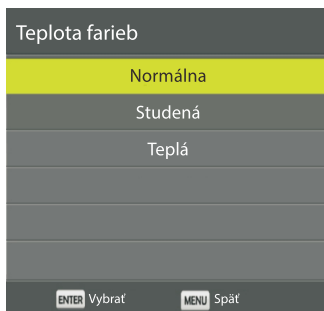 Teplota farieb
Normálna
Studená
Teplá
ENTER Vybrať MENU Späť